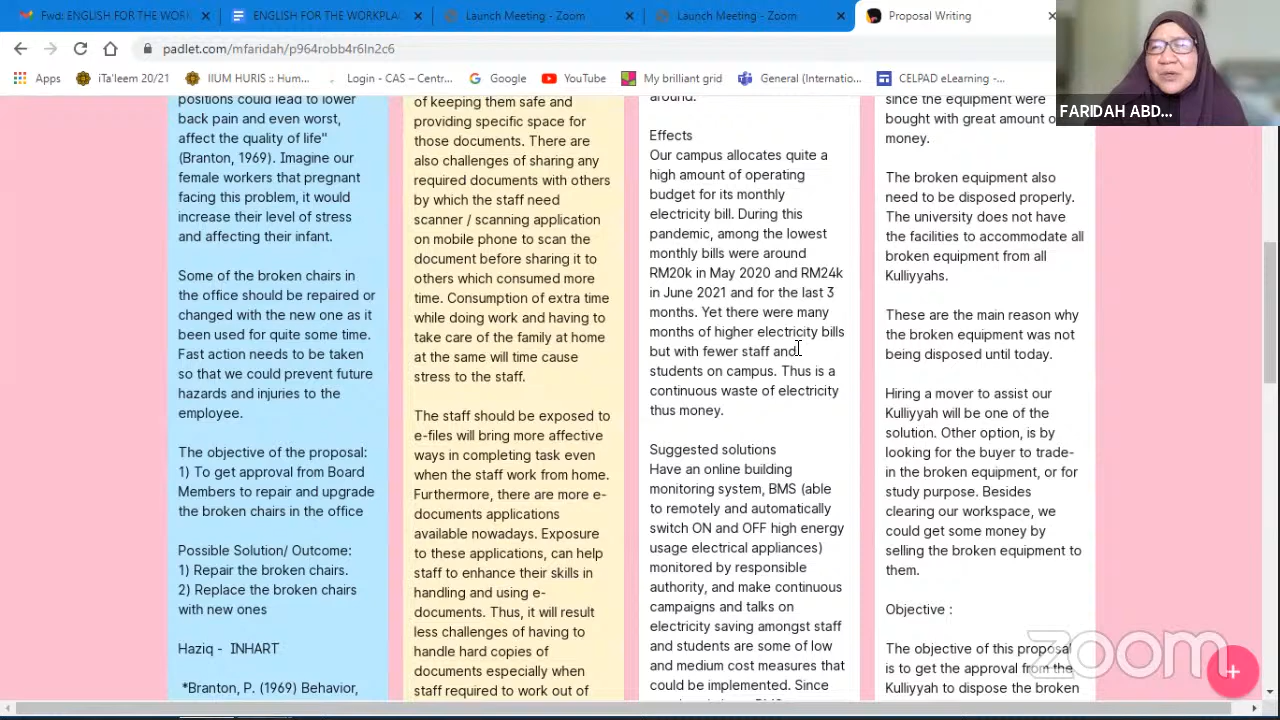 Fwd: ENGLISH FOR THE WORK
ENGLISH FOR THE WORKPLAC
Launch Meeting - Zoom
Launch Meeting - Zoom
Proposal Writing
padlet.com/mfaridah/p964robb4r6ln2c6
Apps
iTa'leem 20/21
IIUM HURIS :: Hum...
Login - CAS – Centr...
Google
YouTube
My brilliant grid
General (Internatio...
CELPAD eLearning -...
FARIDAH ABD...
positions could lead to lower
back pain and even worst,
affect the quality of life"
(Branton, 1969). Imagine our
female workers that pregnant
facing this problem, it would
increase their level of stress
and affecting their infant.
Some of the broken chairs in
the office should be repaired or
changed with the new one as it
been used for quite some time.
Fast action needs to be taken
so that we could prevent future
hazards and injuries to the
employee.
The objective of the proposal:
1) To get approval from Board
Members to repair and upgrade
the broken chairs in the office
Possible Solution/ Outcome:
1) Repair the broken chairs.
2) Replace the broken chairs
with new ones
Haziq - INHART
*Branton, P. (1969) Behavior,
of keeping them safe and
providing specific space for
those documents. There are
also challenges of sharing any
required documents with others
by which the staff need
scanner / scanning application
on mobile phone to scan the
document before sharing it to
others which consumed more
time. Consumption of extra time
while doing work and having to
take care of the family at home
at the same will time cause
stress to the staff.
The staff should be exposed to
e-files will bring more affective
ways in completing task even
when the staff work from home.
Furthermore, there are more e-
documents applications
available nowadays. Exposure
to these applications, can help
staff to enhance their skills in
handling and using e-
documents. Thus, it will result
less challenges of having to
handle hard copies of
documents especially when
staff required to work out of
around.
Effects
Our campus allocates quite a
high amount of operating
budget for its monthly
electricity bill. During this
pandemic, among the lowest
monthly bills were around
RM20k in May 2020 and RM24k
in June 2021 and for the last 3
months. Yet there were many
months of higher electricity bills
but with fewer staff and
students on campus. Thus is a
continuous waste of electricity
thus money.
Suggested solutions
Have an online building
monitoring system, BMS (able
to remotely and automatically
switch ON and OFF high energy
usage electrical appliances)
monitored by responsible
authority, and make continuous
campaigns and talks on
electricity saving amongst staff
and students are some of low
and medium cost measures that
could be implemented. Since
since the equipment were
bought with great amount o
money.
The broken equipment also
need to be disposed properly.
The university does not have
the facilities to accommodate all
broken equipment from all
Kulliyyahs.
These are the main reason why
the broken equipment was not
being disposed until today.
Hiring a mover to assist our
Kulliyyah will be one of the
solution. Other option, is by
looking for the buyer to trade-
in the broken equipment, or for
study purpose. Besides
clearing our workspace, we
could get some money by
selling the broken equipment to
them.
Objective :
The objective of this proposal
is to get the approval from the
Kulliyyah to dispose the broken
zoom